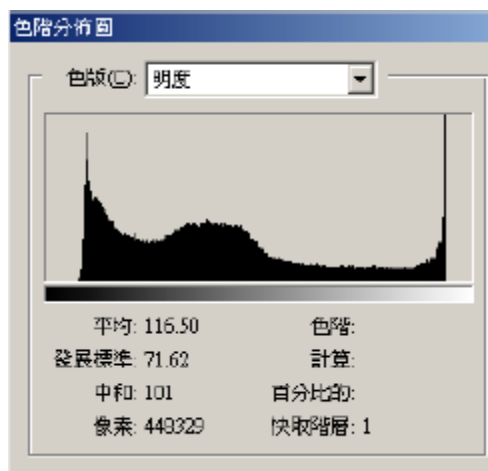 色階分佈圖
色版(L): 明度
平均: 116.50 色階:
發展標準: 71.62 計算:
中和: 101 百分比的:
像素: 448329 快取階層: 1